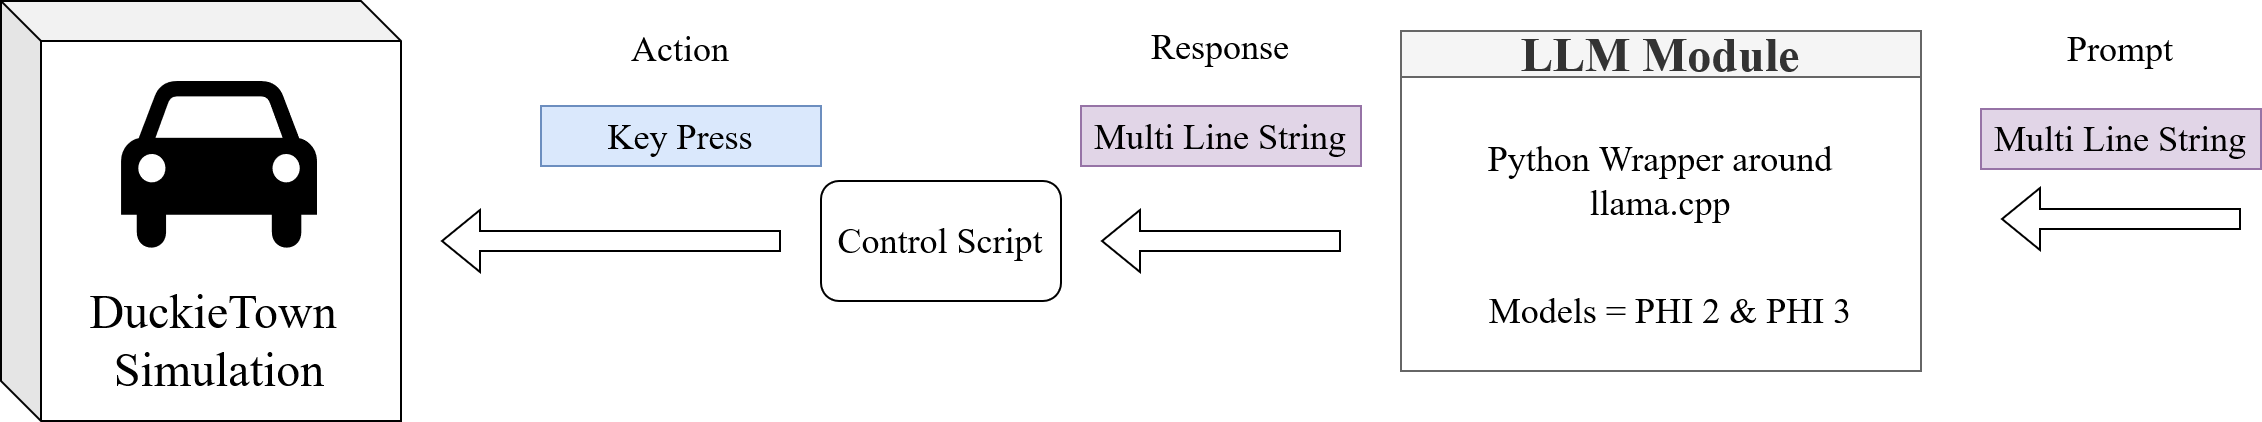 DuckieTown
Simulation
Action
Key Press
Control Script
Response
Multi Line String
LLM Module
Python Wrapper around
llama.cpp
Models = PHI 2 & PHI 3
Prompt
Multi Line String